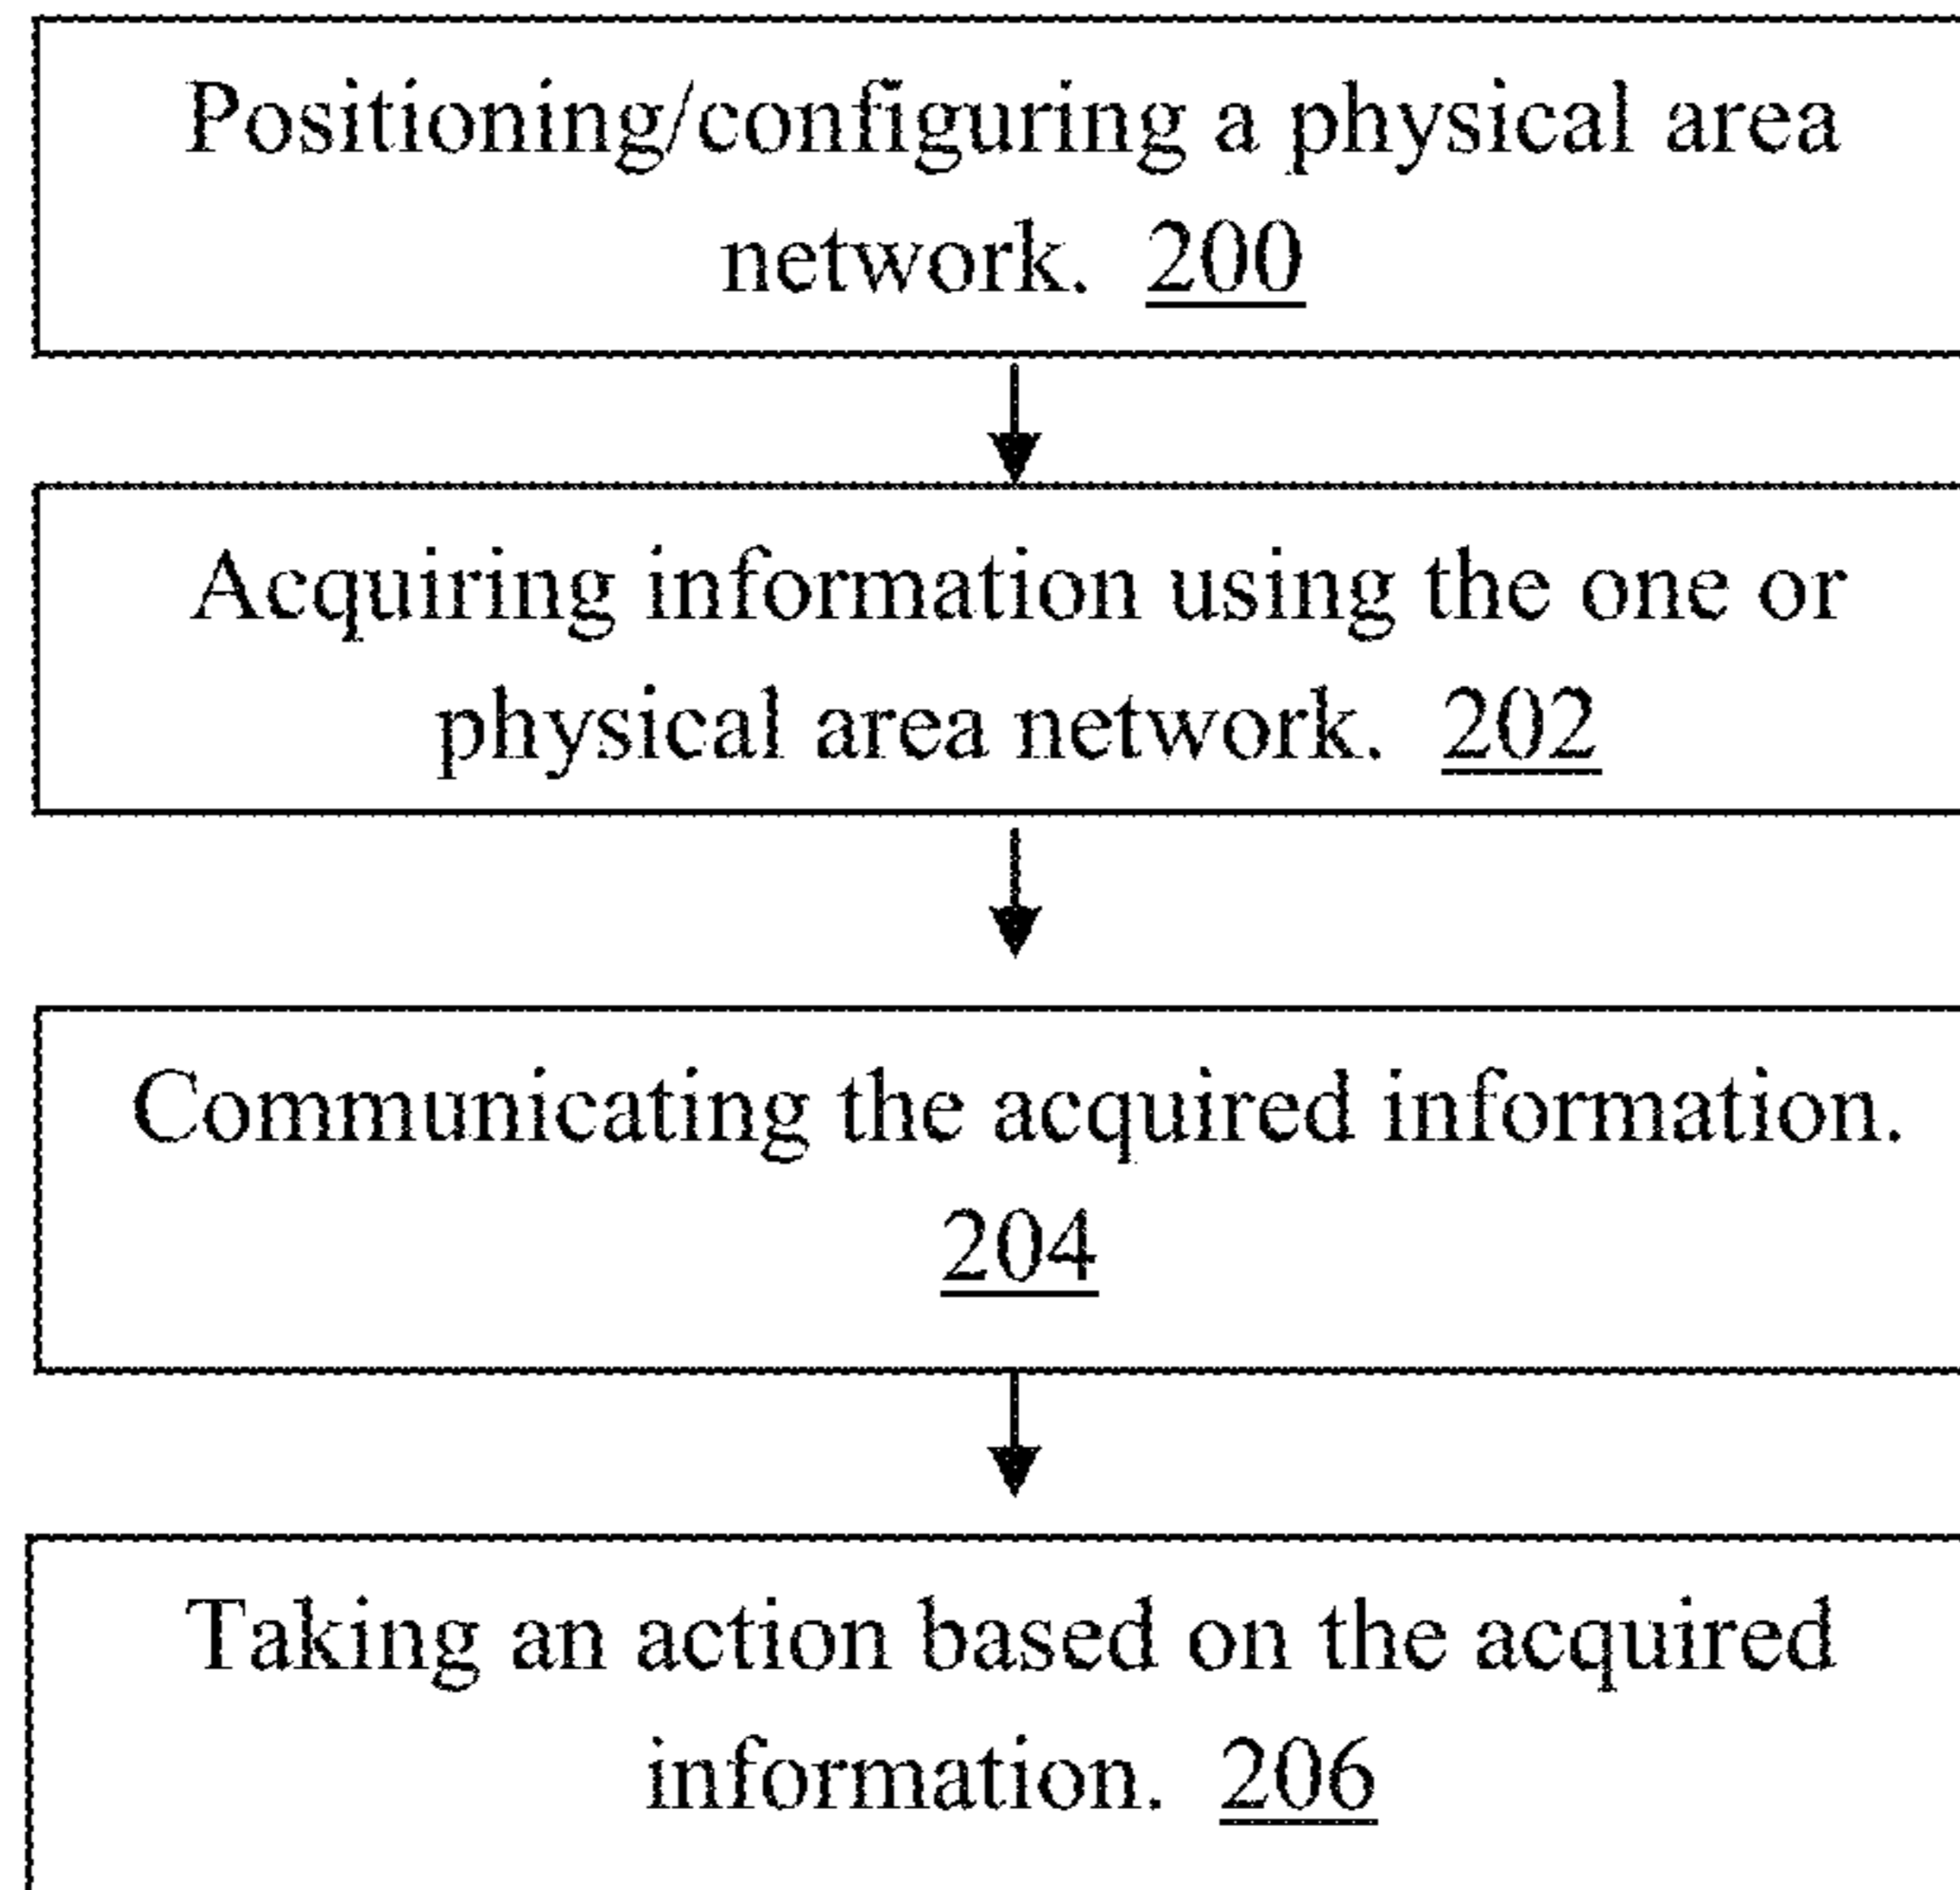 Positioning/configuring a physical area
network. 200
Acquiring information using the one or
physical area network. 202
Communicating the acquired information.
204
Taking an action based on the acquired
information. 206